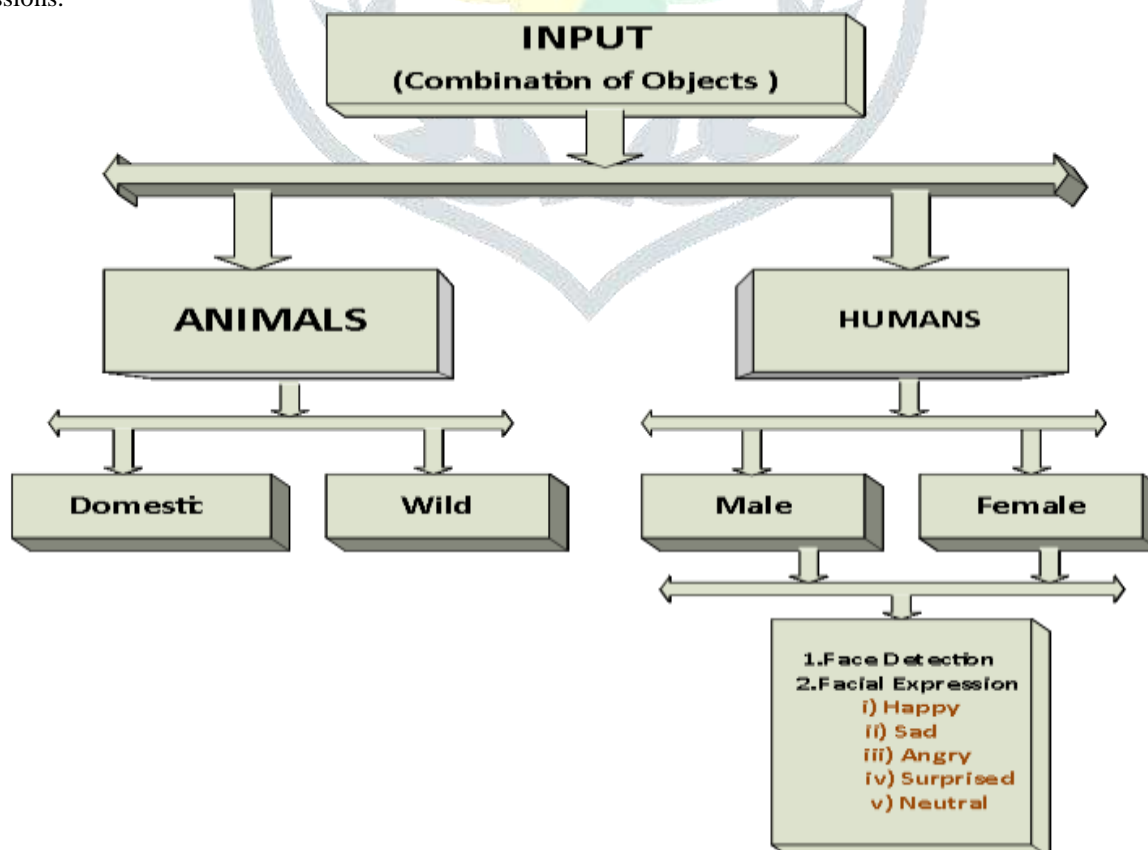 ssions.
INPUT
(Combination of Objects )
ANIMALS
HUMANS
Domestic
Wild
Male
Female
1.Face Detection
2.Facial Expression
i) Happy
ii) Sad
iii) Angry
iv) Surprised
v) Neutral